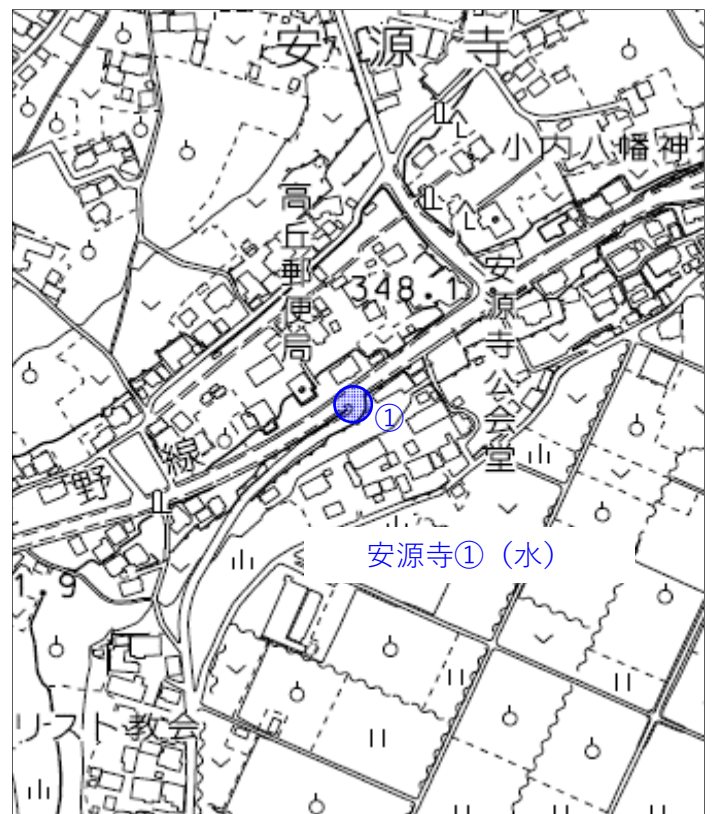 安源寺
小内八幡神社
高丘郵便局
348.1
安源寺公会堂
①
線
野
安源寺①（水）
1.9
リスト教会